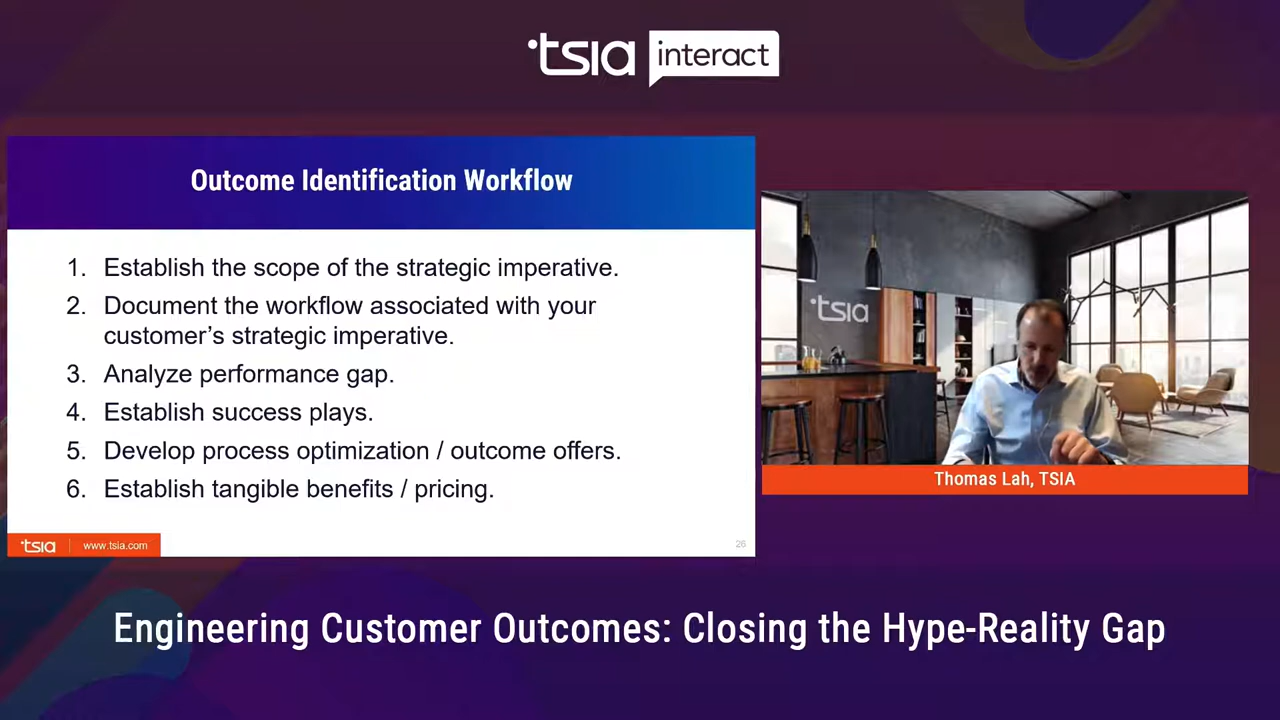 tsia interact
Outcome Identification Workflow
1. Establish the scope of the strategic imperative.
2. Document the workflow associated with your
customer’s strategic imperative.
3. Analyze performance gap.
4. Establish success plays.
5. Develop process optimization / outcome offers.
6. Establish tangible benefits / pricing.
tsia www.tsia.com
26
tsia
Thomas Lah, TSIA
Engineering Customer Outcomes: Closing the Hype-Reality Gap